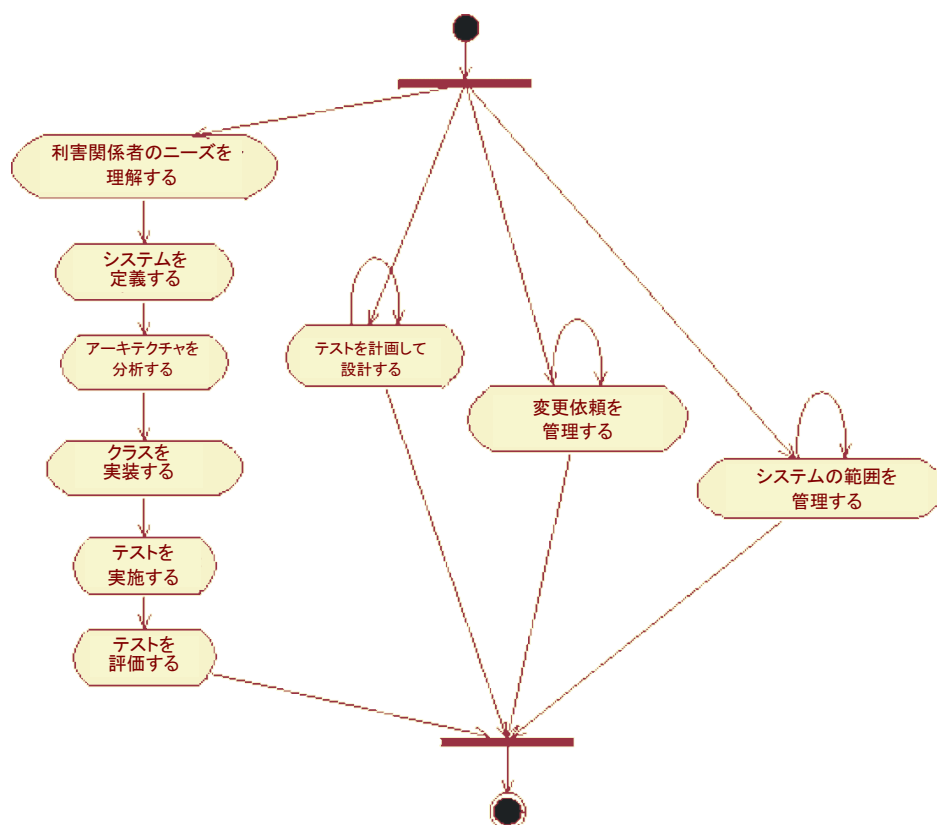 利害関係者のニーズを
理解する
システムを
定義する
アーキテクチャを
分析する
クラスを
実装する
テストを
実施する
テストを
評価する
テストを計画して
設計する
変更依頼を
管理する
システムの範囲を
管理する